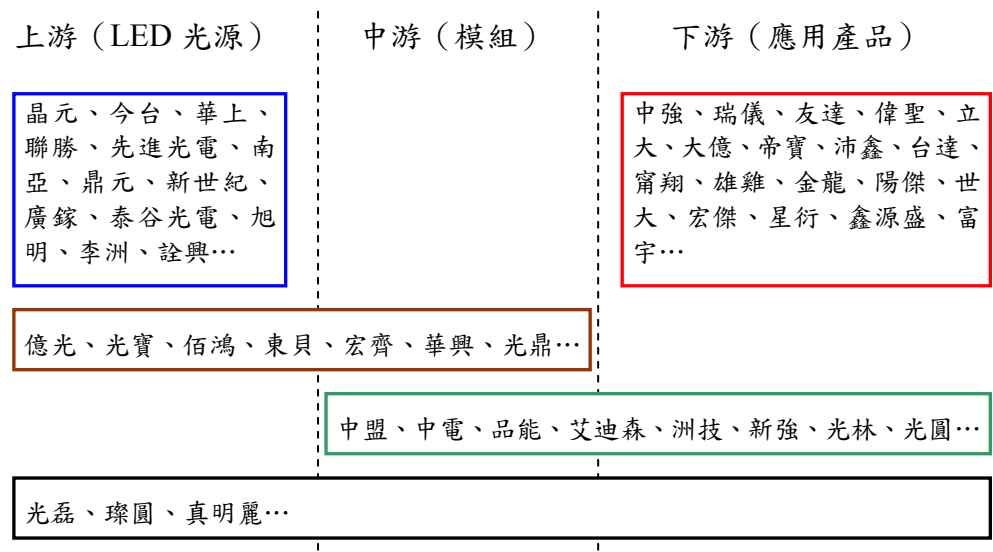 上游（LED 光源）
中游（模組）
下游（應用產品）
晶元、今台、華上、
聯勝、先進光電、南
亞、鼎元、新世紀、
廣鎵、泰谷光電、旭
明、李洲、詮興…
中強、瑞儀、友達、偉聖、立
大、大億、帝寶、沛鑫、台達、
甯翔、雄雞、金龍、陽傑、世
大、宏傑、星衍、鑫源盛、富
宇…
億光、光寶、佰鴻、東貝、宏齊、華興、光鼎…
中盟、中電、品能、艾迪森、洲技、新強、光林、光圓…
光磊、璨圓、真明麗…